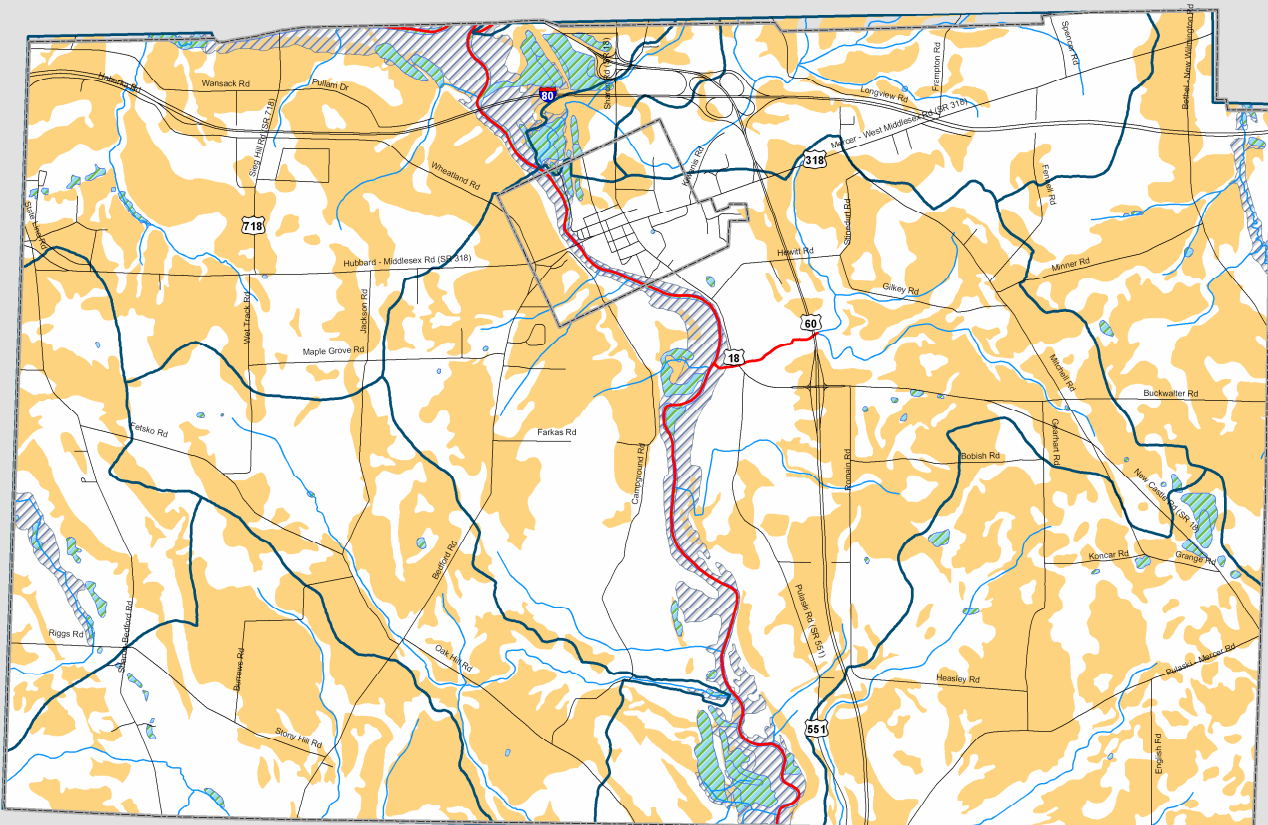 Wansack Rd
Pullam Dr
80
Sharon Rd (SR 18)
Frampton Rd
Spencer Rd
Bethel-New Wilmington Rd
Longview Rd
Mercer - West Middlesex Rd (SR 318)
Sieg Hill Rd (SR 718)
Wheatland Rd
318
Fennell Rd
State Line Rd
718
Hubbard - Middlesex Rd (SR 318)
Hewitt Rd
Minner Rd
Gilkey Rd
Wet Track Rd
Jackson Rd
60
Maple Grove Rd
18
Mitchell Rd
Buckwalter Rd
Fetsko Rd
Farkas Rd
Campground Rd
Romain Rd
Bobish Rd
Gearhart Rd
New Castle Rd (SR 18)
Koncar Rd
Grange Rd
Bedford Rd
Pulaski Rd (SR 551)
Riggs Rd
Sharon Bedford Rd
Burrows Rd
Oak Hill Rd
Heasley Rd
Pulaski - Mercer Rd
Stony Hill Rd
551
English Rd